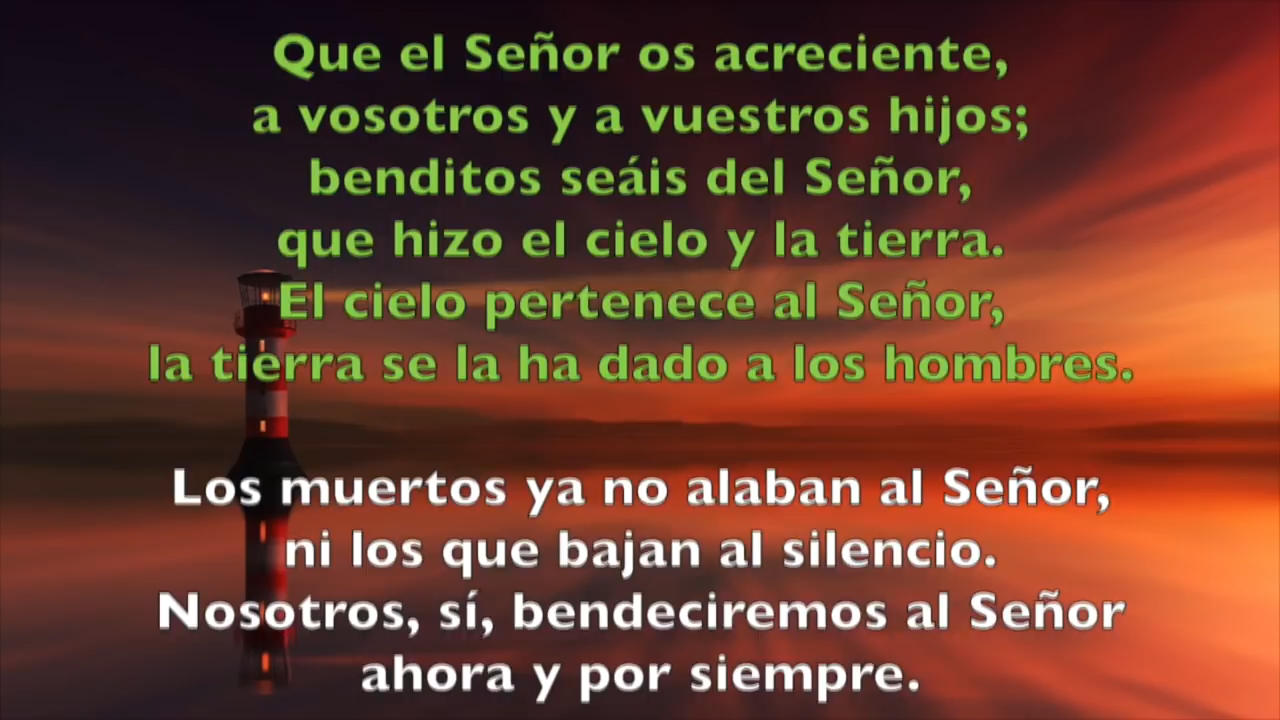 Que el Señor os acreciente,
a vosotros y a vuestros hijos;
benditos seáis del Señor,
que hizo el cielo y la tierra.
El cielo pertenece al Señor,
la tierra se la ha dado a los hombres.
Los muertos ya no alaban al Señor,
ni los que bajan al silencio.
Nosotros, sí, bendeciremos al Señor
ahora y por siempre.